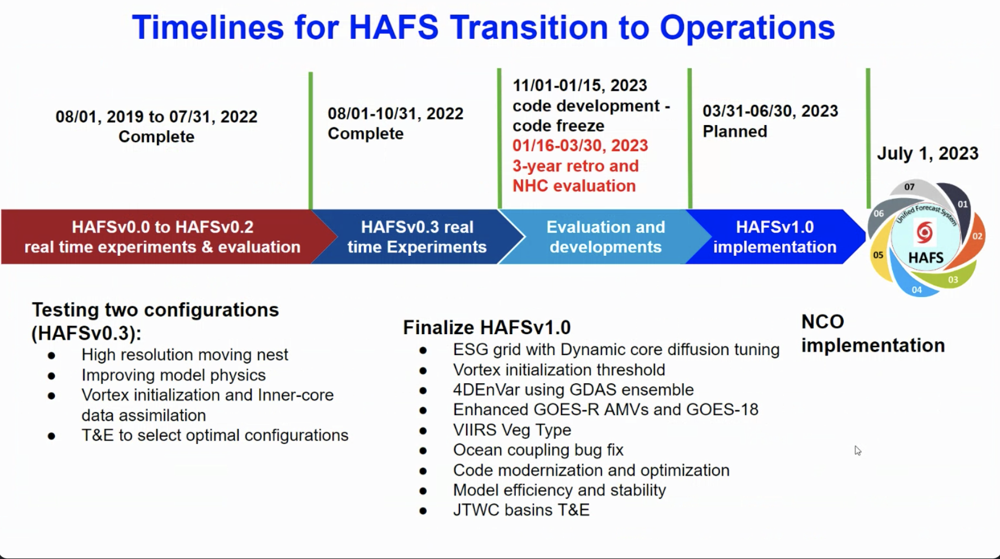 Timelines for HAFS Transition to Operations
08/01, 2019 to 07/31, 2022
Complete
08/01-10/31, 2022
Complete
11/01-01/15, 2023
code development -
code freeze
01/16-03/30, 2023
3-year retro and
NHC evaluation
03/31-06/30, 2023
Planned
July 1, 2023
HAFSv0.0 to HAFSv0.2
real time experiments & evaluation
HAFSv0.3 real
time Experiments
Evaluation and
developments
HAFSv1.0
implementation
07
01
02
03
04
05
06
Unified Forecast System
HAFS
Testing two configurations
(HAFSv0.3):
● High resolution moving nest
● Improving model physics
● Vortex initialization and Inner-core
data assimilation
● T&E to select optimal configurations
Finalize HAFSv1.0
● ESG grid with Dynamic core diffusion tuning
● Vortex initialization threshold
● 4DEnVar using GDAS ensemble
● Enhanced GOES-R AMVs and GOES-18
● VIIRS Veg Type
● Ocean coupling bug fix
● Code modernization and optimization
● Model efficiency and stability
● JTWC basins T&E
NCO
implementation